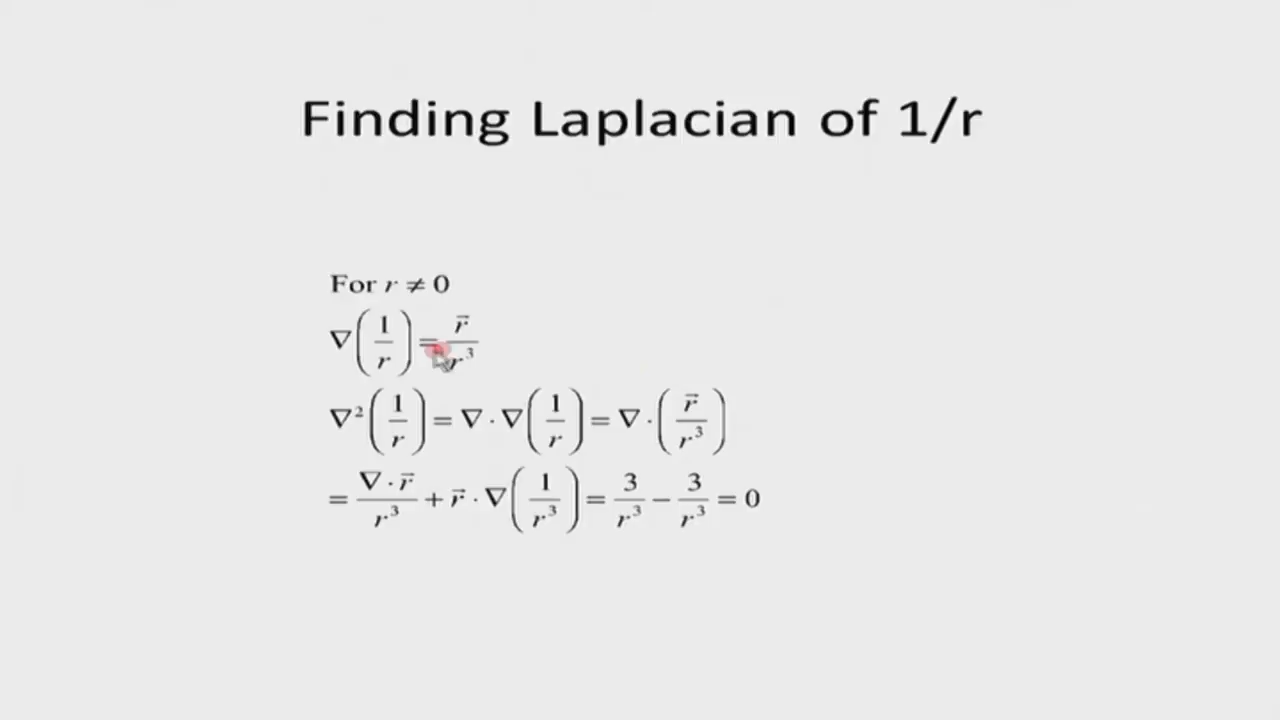 Finding Laplacian of 1/r
For r ≠ 0
∇(1/r) = r⃗/r³
∇²(1/r) = ∇ · ∇(1/r) = ∇ · (r⃗/r³)
= ∇ · r⃗/r³ + r⃗ · ∇(1/r³) = 3/r³ − 3/r³ = 0